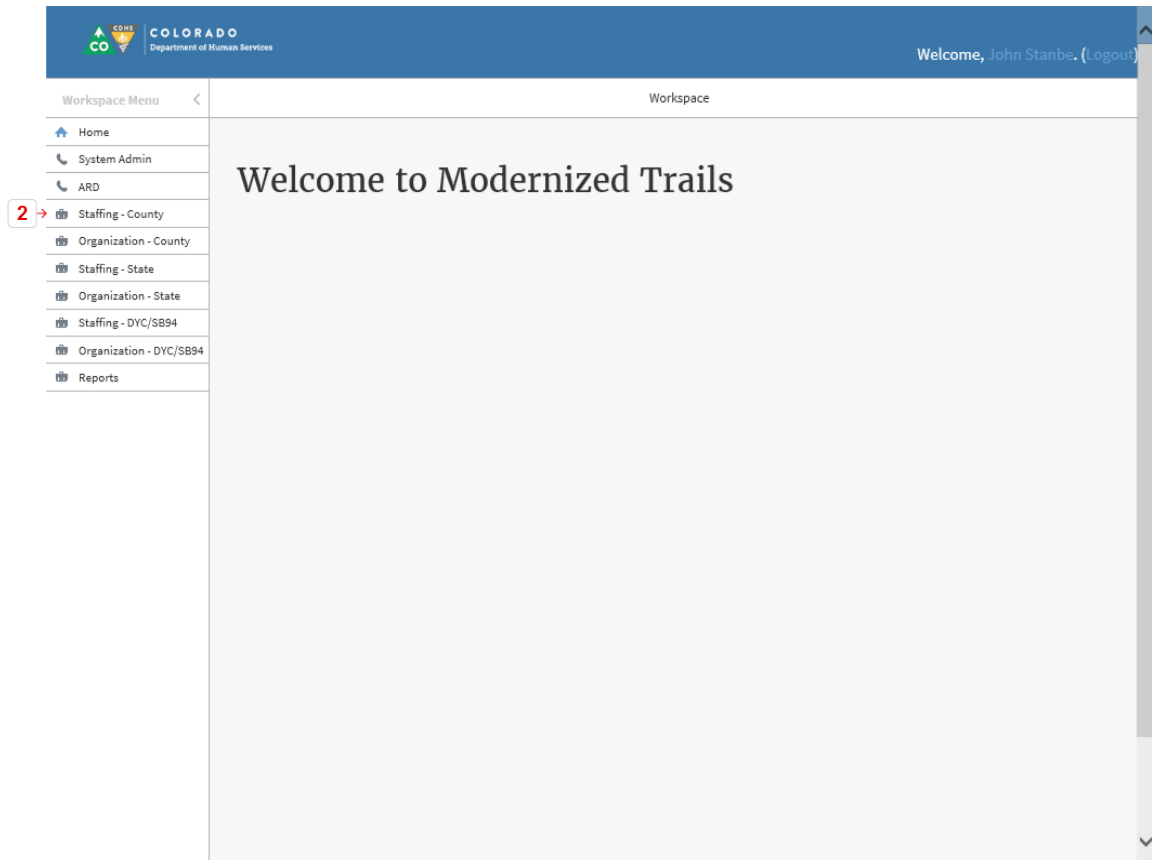 CDHS
CO
COLORADO
Department of Human Services
Welcome, John Stanbe. (Logout)
Workspace Menu
Workspace
Home
System Admin
ARD
2
Staffing - County
Organization - County
Staffing - State
Organization - State
Staffing - DYC/SB94
Organization - DYC/SB94
Reports
Welcome to Modernized Trails